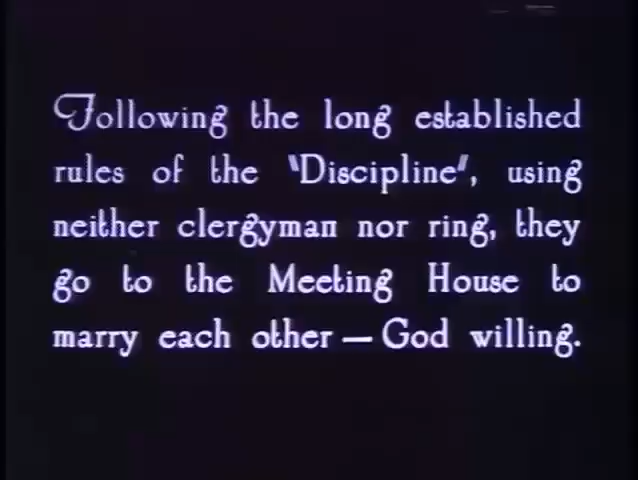 Following the long established
rules of the "Discipline", using
neither clergyman nor ring, they
go to the Meeting House to
marry each other — God willing.